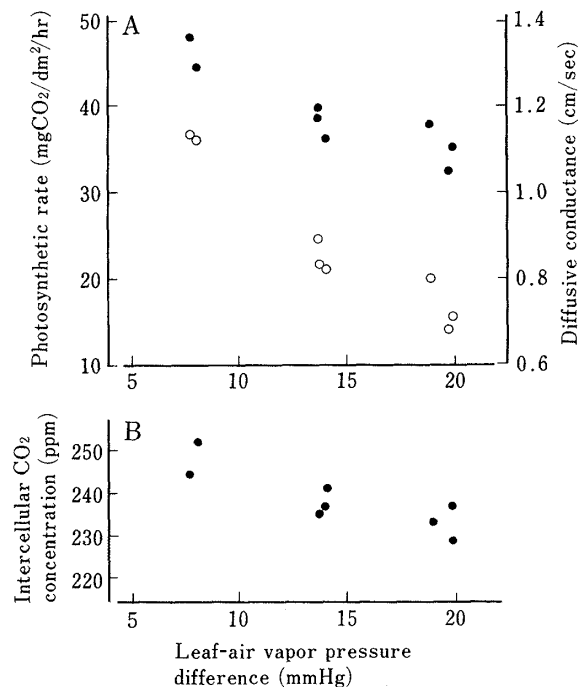 A
50
40
30
20
10
Photosynthetic rate (mgCO2/dm²/hr)
1.4
1.2
1.0
0.8
0.6
Diffusive conductance (cm/sec)
5 10 15 20
B
250
240
230
220
Intercellular CO2
concentration (ppm)
5 10 15 20
Leaf-air vapor pressure
difference (mmHg)